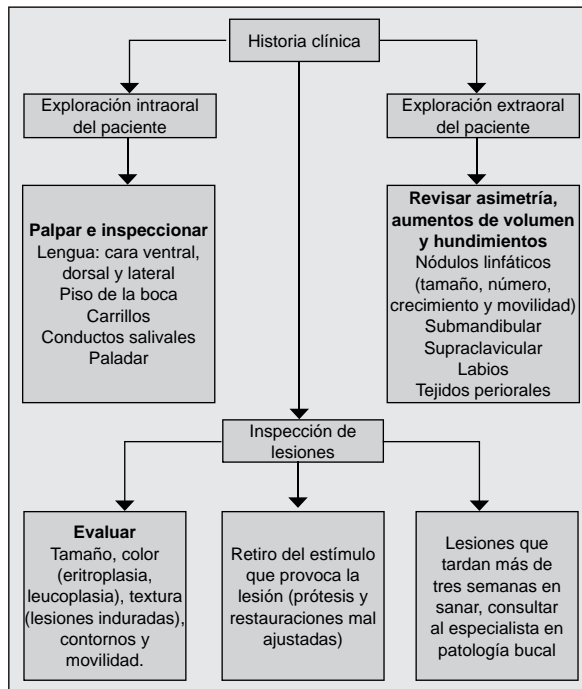 Historia clínica
Exploración intraoral
del paciente
Exploración extraoral
del paciente
Palpar e inspeccionar
Lengua: cara ventral,
dorsal y lateral
Piso de la boca
Carrillos
Conductos salivales
Paladar
Revisar asimetría,
aumentos de volumen
y hundimientos
Nódulos linfáticos
(tamaño, número,
crecimiento y movilidad)
Submandibular
Supraclavicular
Labios
Tejidos periorales
Inspección de
lesiones
Evaluar
Tamaño, color
(eritroplasia,
leucoplasia), textura
(lesiones induradas),
contornos y
movilidad.
Retiro del estímulo
que provoca la
lesión (prótesis y
restauraciones mal
ajustadas)
Lesiones que
tardan más de
tres semanas en
sanar, consultar
al especialista en
patología bucal